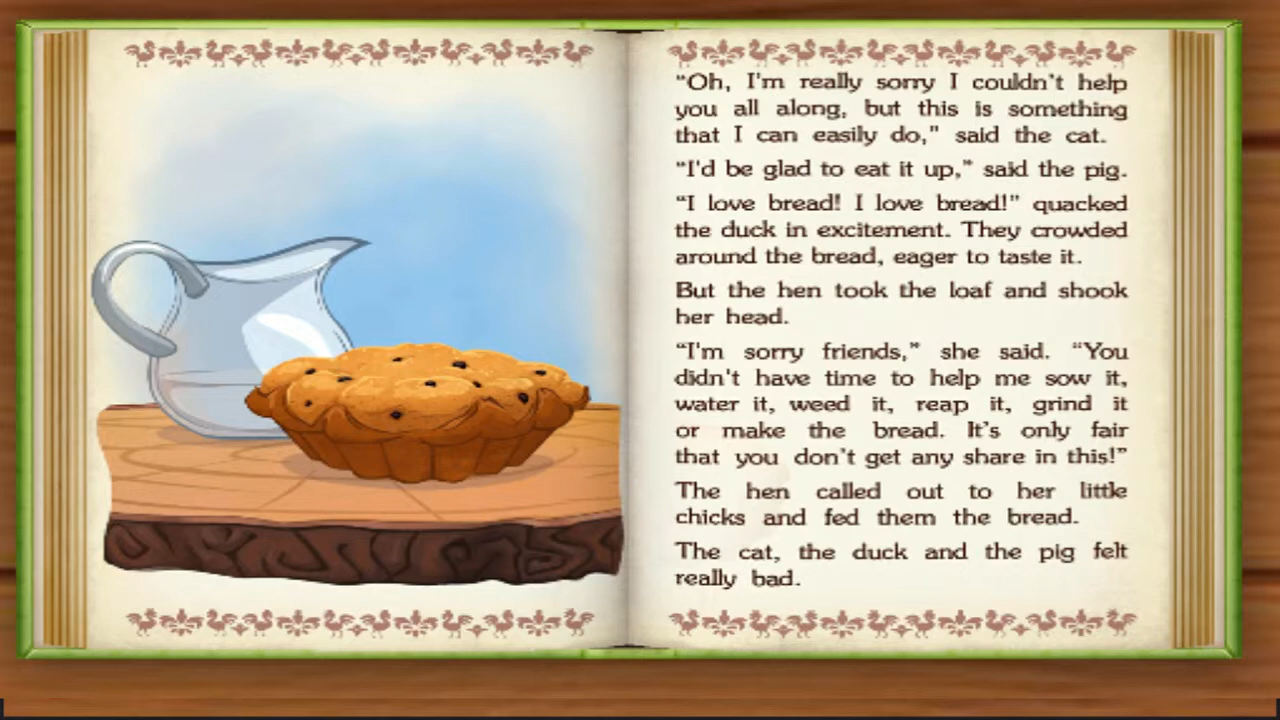 “Oh, I'm really sorry I couldn't help
you all along, but this is something
that I can easily do,” said the cat.
“I'd be glad to eat it up,” said the pig.
“I love bread! I love bread!” quacked
the duck in excitement. They crowded
around the bread, eager to taste it.
But the hen took the loaf and shook
her head.
“I'm sorry friends,” she said. “You
didn't have time to help me sow it,
water it, weed it, reap it, grind it
or make the bread. It's only fair
that you don't get any share in this!”
The hen called out to her little
chicks and fed them the bread.
The cat, the duck and the pig felt
really bad.